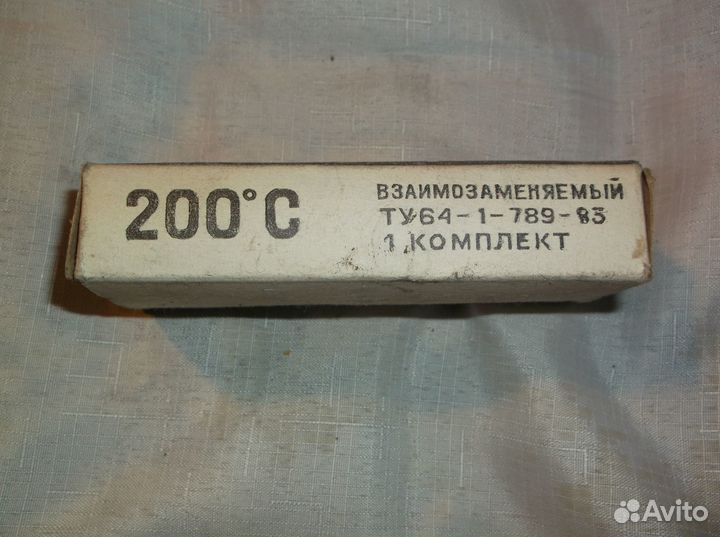 200°C
ВЗАИМОЗАМЕНЯЕМЫЙ
ТУ64-1-789-83
1 КОМПЛЕКТ
Avito